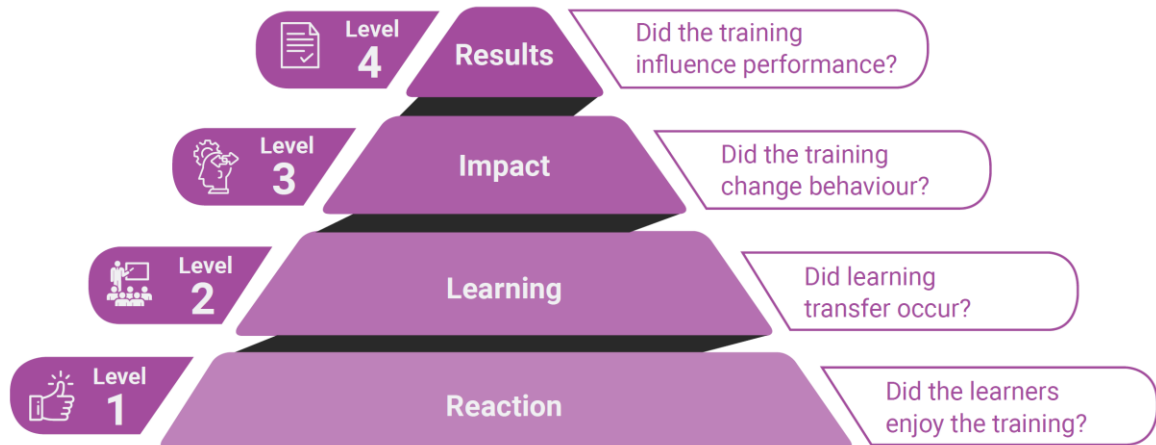 Level
4
Results
Did the training
influence performance?
Level
3
Impact
Did the training
change behaviour?
Level
2
Learning
Did learning
transfer occur?
Level
1
Reaction
Did the learners
enjoy the training?